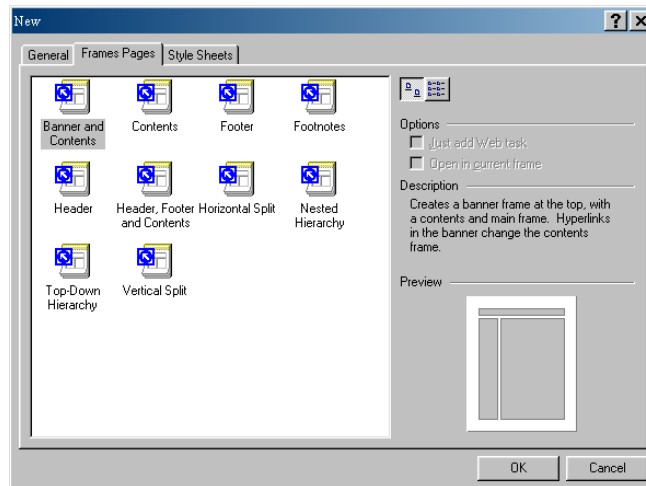 New
General Frames Pages Style Sheets
Banner and Contents Footer Footnotes
Contents
Header Header, Footer Horizontal Split Nested
and Contents Hierarchy
Top-Down Vertical Split
Hierarchy
Options
Just add Web task
Open in current frame
Description
Creates a banner frame at the top, with
a contents and main frame. Hyperlinks
in the banner change the contents
frame.
Preview
OK Cancel